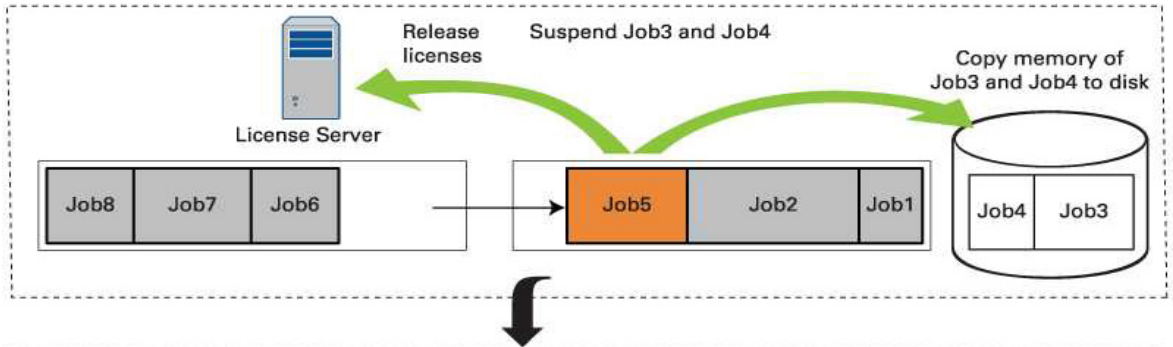 Release
licenses
Suspend Job3 and Job4
Copy memory of
Job3 and Job4 to disk
License Server
Job8 Job7 Job6
Job5 Job2 Job1
Job4 Job3